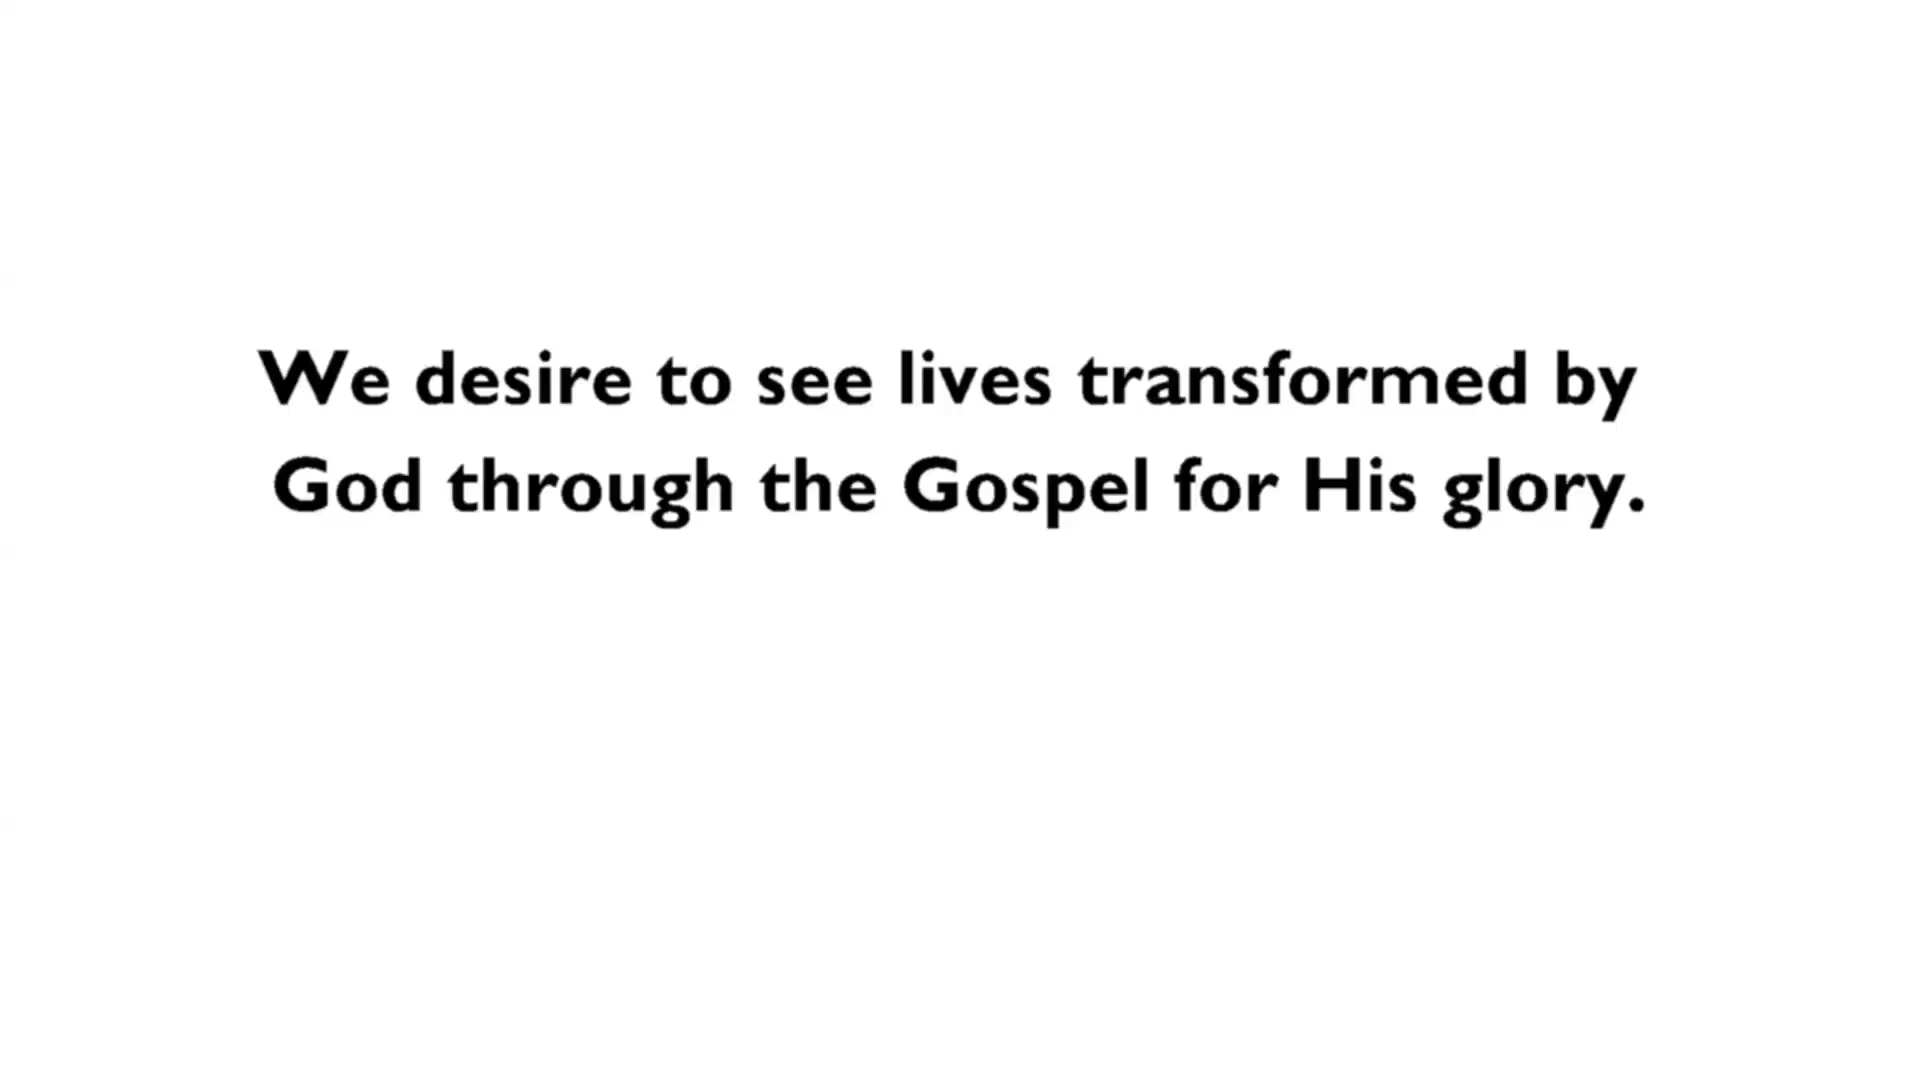 We desire to see lives transformed by
God through the Gospel for His glory.